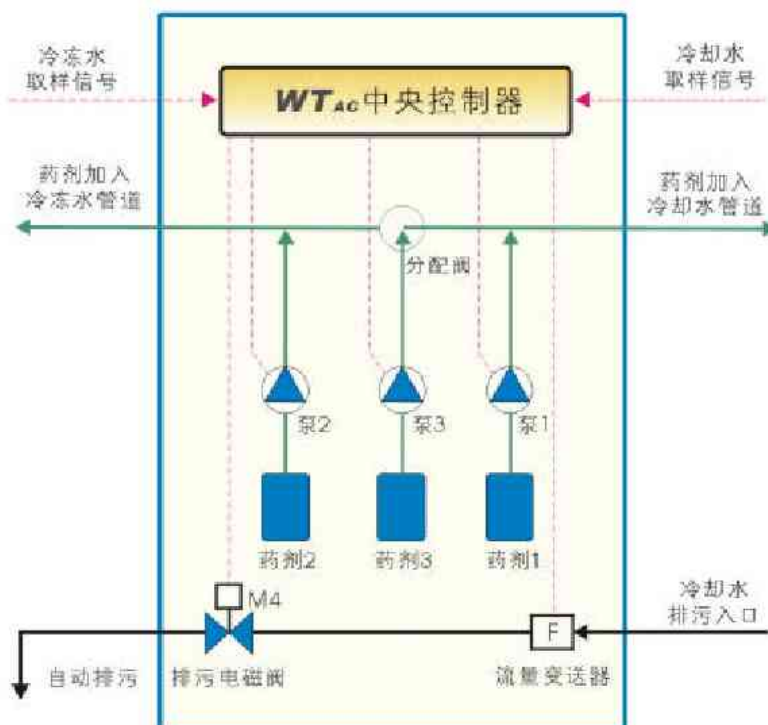 冷冻水
取样信号
冷却水
取样信号
WTAC中央控制器
药剂加入
冷冻水管道
药剂加入
冷却水管道
分配阀
泵2
泵3
泵1
药剂2
药剂3
药剂1
M4
冷却水
排污入口
F
自动排污
排污电磁阀
流量变送器